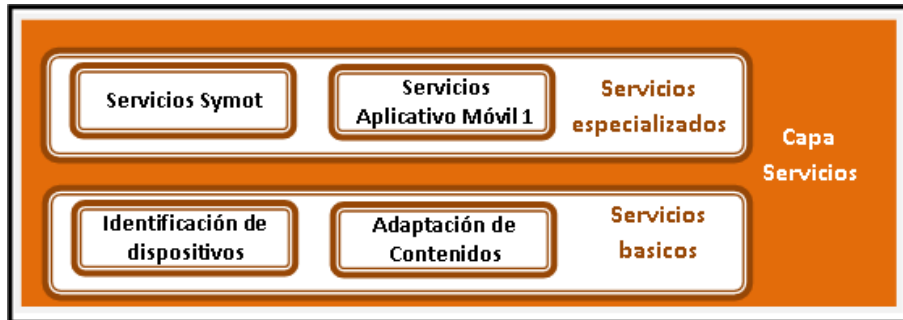 Servicios Symot
Servicios
Aplicativo Móvil 1
Servicios
especializados
Capa
Servicios
Identificación de
dispositivos
Adaptación de
Contenidos
Servicios
basicos